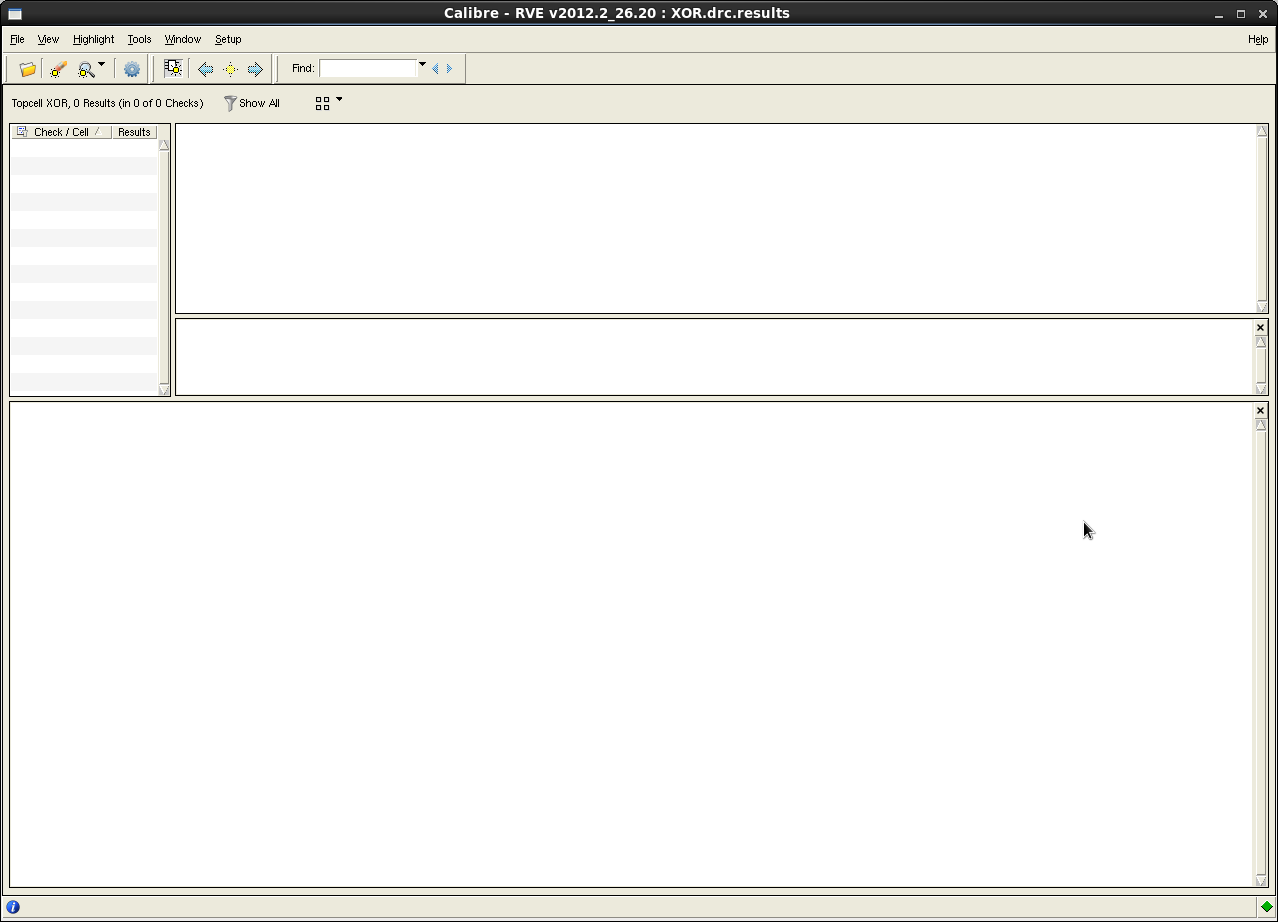 Calibre - RVE v2012.2_26.20 : XOR.drc.results
File View Highlight Tools Window Setup Help
Find:
Topcell XOR, 0 Results (in 0 of 0 Checks) Show All
Check / Cell Results